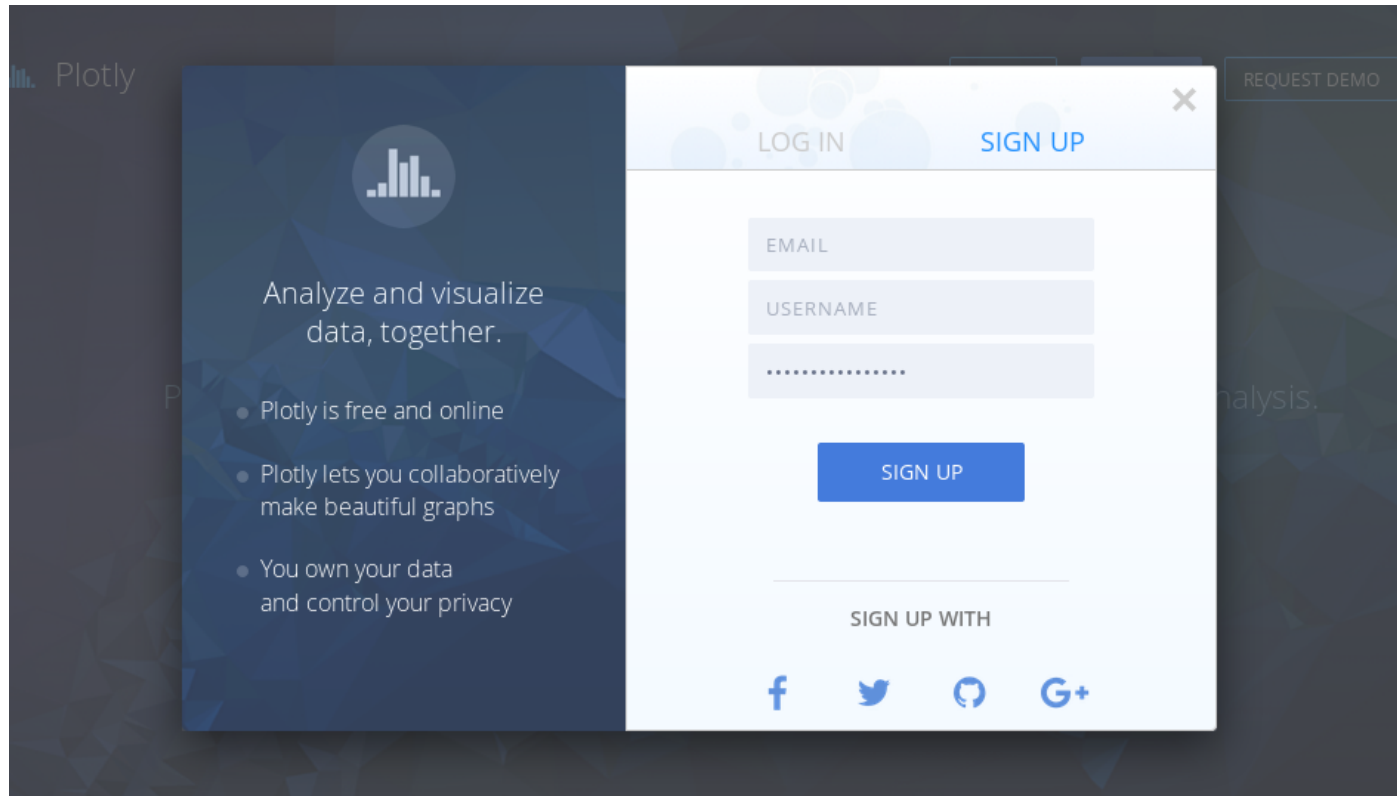 Plotly
REQUEST DEMO
LOG IN
SIGN UP
Analyze and visualize
data, together.
Plotly is free and online
Plotly lets you collaboratively
make beautiful graphs
You own your data
and control your privacy
EMAIL
USERNAME
SIGN UP
SIGN UP WITH
G+